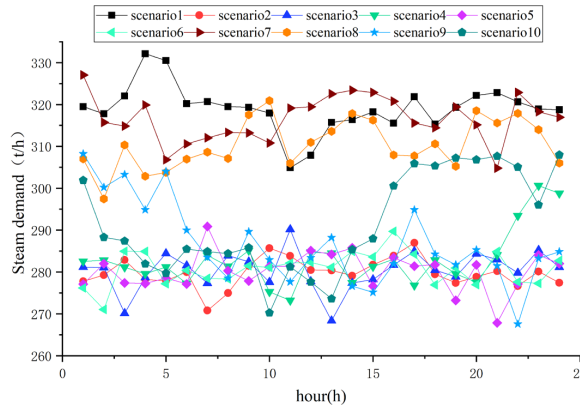 scenario1 scenario2 scenario3 scenario4 scenario5
scenario6 scenario7 scenario8 scenario9 scenario10
Steam demand (t/h)
330
320
310
300
290
280
270
260
0 5 10 15 20 25
hour(h)